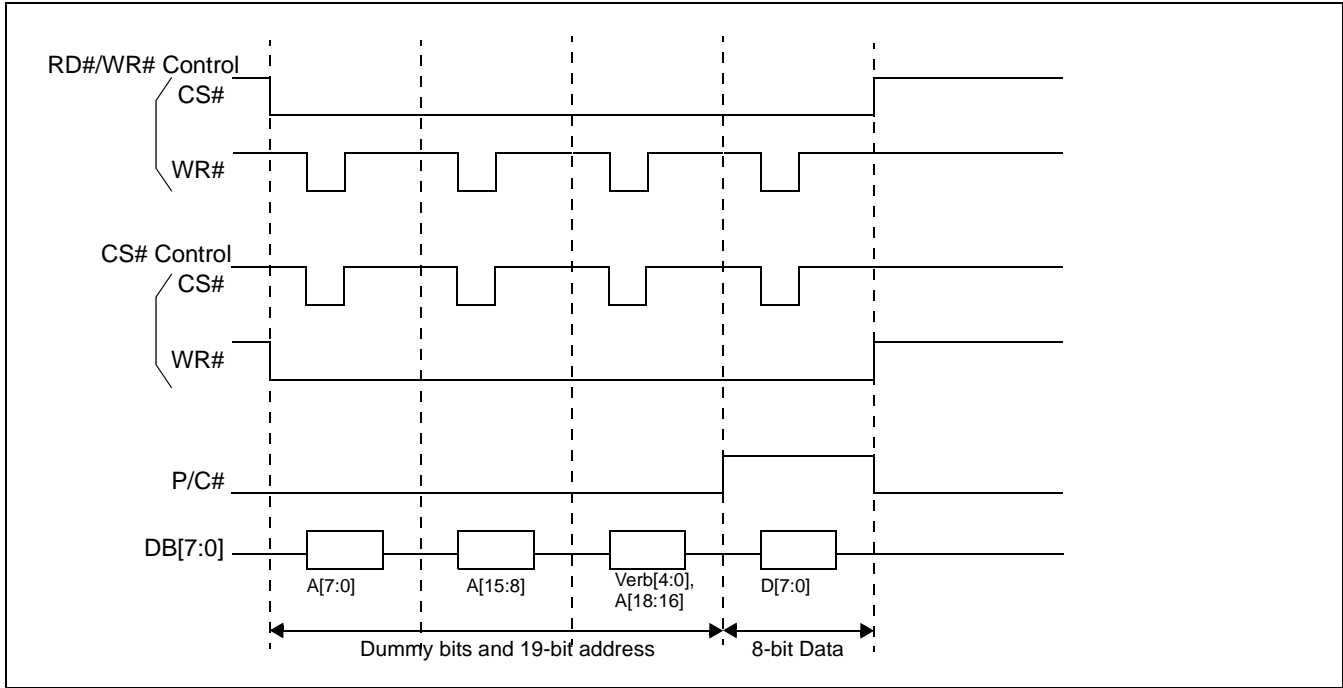 RD#/WR# Control
CS#
WR#
CS# Control
CS#
WR#
P/C#
DB[7:0]
A[7:0]
A[15:8]
Verb[4:0],
A[18:16]
D[7:0]
Dummy bits and 19-bit address
8-bit Data